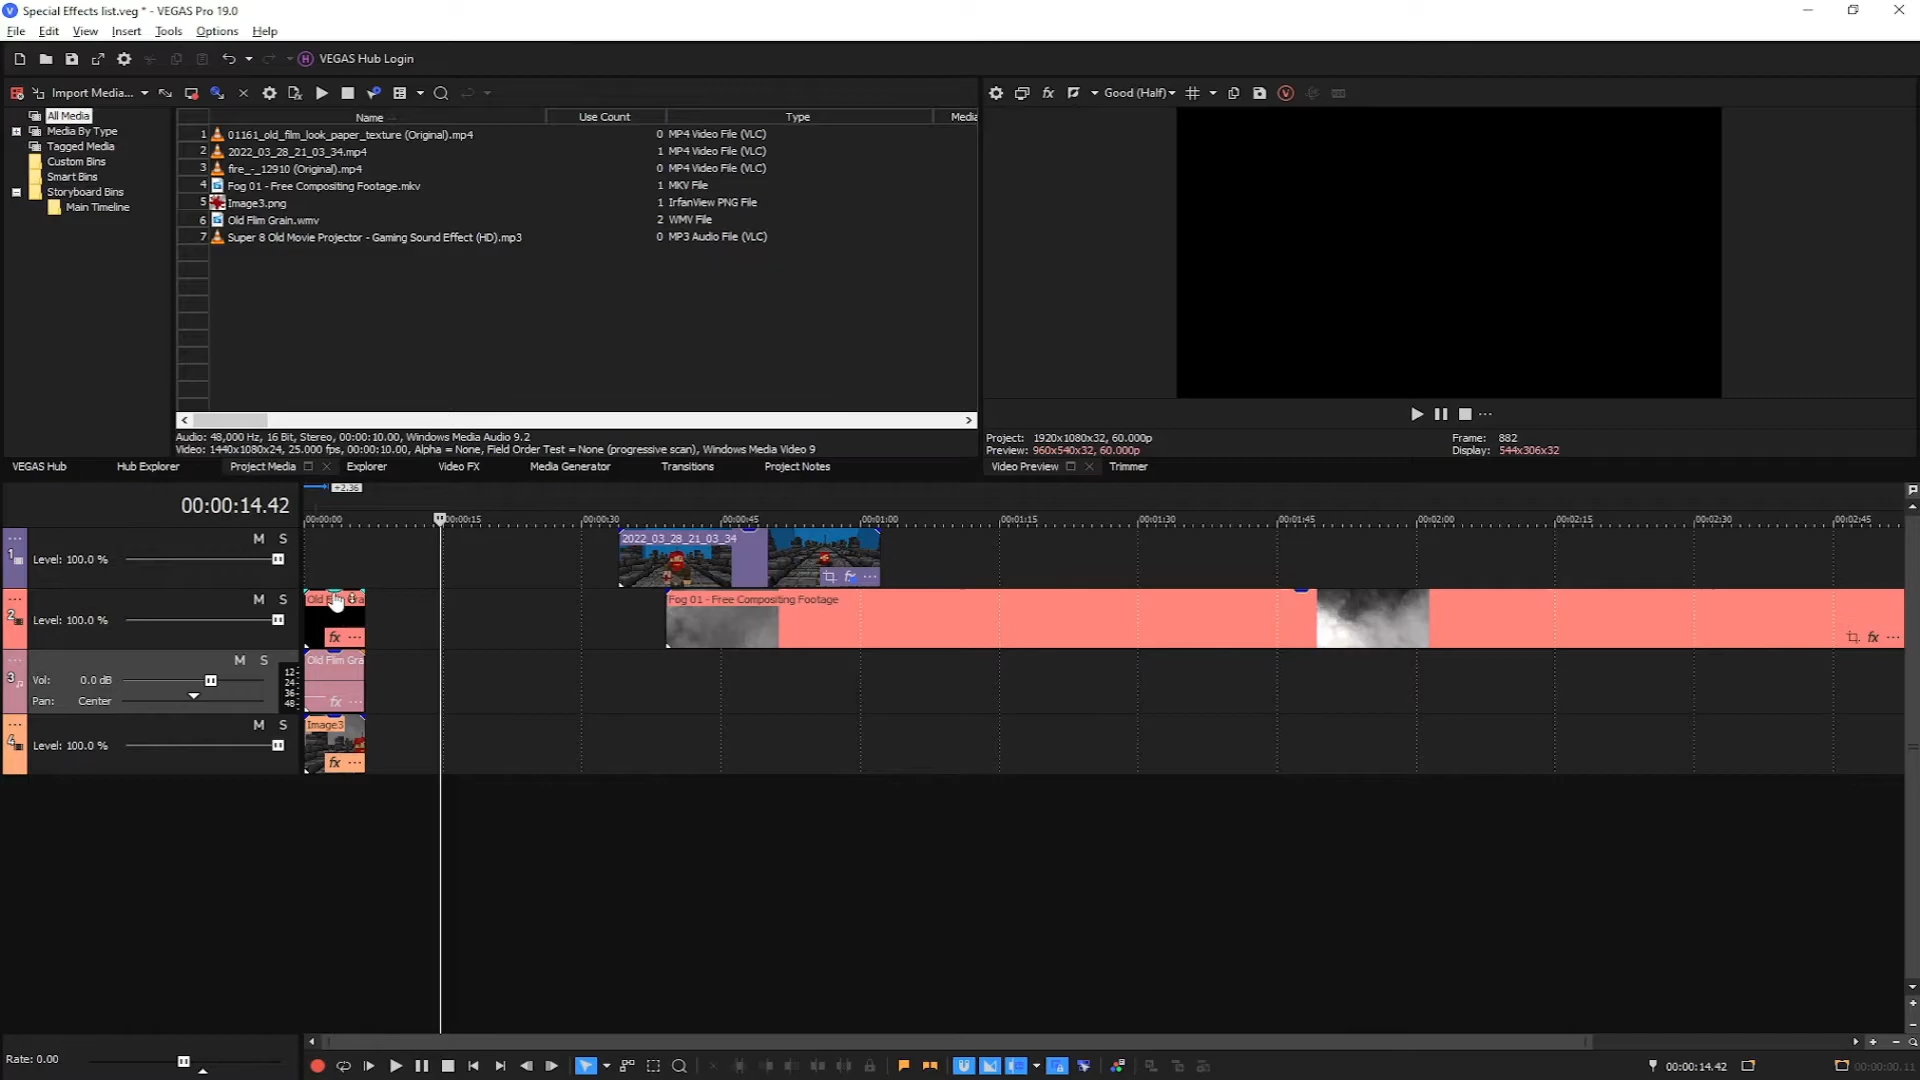 Special Effects list.veg * - VEGAS Pro 19.0
File Edit View Insert Tools Options Help
VEGAS Hub Login
Import Media... Good (Half)
All Media
Media By Type
Tagged Media
Custom Bins
Smart Bins
Storyboard Bins
Main Timeline
Name Use Count Type Media
1 01161_old_film_look_paper_texture (Original).mp4 0 MP4 Video File (VLC)
2 2022_03_28_21_03_34.mp4 1 MP4 Video File (VLC)
3 fire_-_12910 (Original).mp4 0 MP4 Video File (VLC)
4 Fog 01 - Free Compositing Footage.mkv 1 MKV File
5 Image3.png 1 IrfanView PNG File
6 Old Flim Grain.wmv 2 WMV File
7 Super 8 Old Movie Projector - Gaming Sound Effect (HD).mp3 0 MP3 Audio File (VLC)
Audio: 48,000 Hz, 16 Bit, Stereo, 00:00:10.00, Windows Media Audio 9.2
Video: 1440x1080x24, 25.000 fps, 00:00:10.00, Alpha = None, Field Order Test = None (progressive scan), Windows Media Video 9
Project: 1920x1080x32, 60.000p Frame: 882
Preview: 960x540x32, 60.000p Display: 544x306x32
VEGAS Hub Hub Explorer Project Media Explorer Video FX Media Generator Transitions Project Notes Video Preview Trimmer
00:00:14.42 +2.36
00:00:00 00:00:15 00:00:30 00:00:45 00:01:00 00:01:15 00:01:30 00:01:45 00:02:00 00:02:15 00:02:30 00:02:45
1 M S 2022_03_28_21_03_34
Level: 100.0 %
2 M S Old Fog 01 - Free Compositing Footage
Level: 100.0 %
fx
3 M S Old Flim Gra
Vol: 0.0 dB 12- 24- 36- 48-
Pan: Center fx
4 M S Image3
Level: 100.0 %
fx
Rate: 0.00 00:00:14.42 00:00:00.11